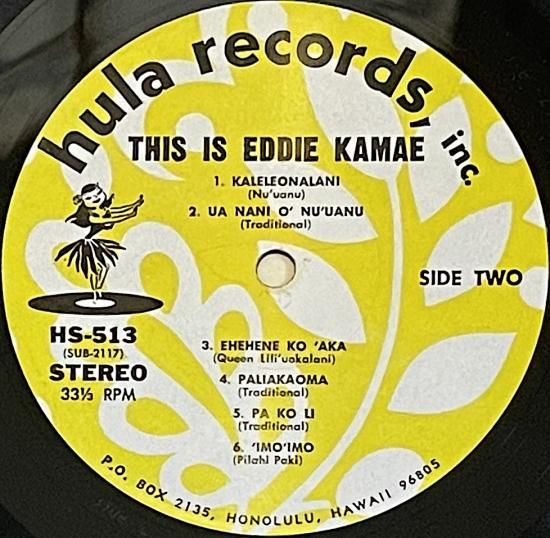 hula records, inc.
THIS IS EDDIE KAMAE
1. KALELEONALANI
(Nu'uanu)
2. UA NANI O' NU'UANU
(Traditional)
SIDE TWO
HS-513
(SUB-2117)
STEREO
33⅓ RPM
3. EHEHENE KO 'AKA
(Queen Lili'uokalani)
4. PALIAKAOMA
(Traditional)
5. PA KO LI
(Traditional)
6. 'IMO'IMO
(Pilahi Paki)
P.O. BOX 2135, HONOLULU, HAWAII 96805